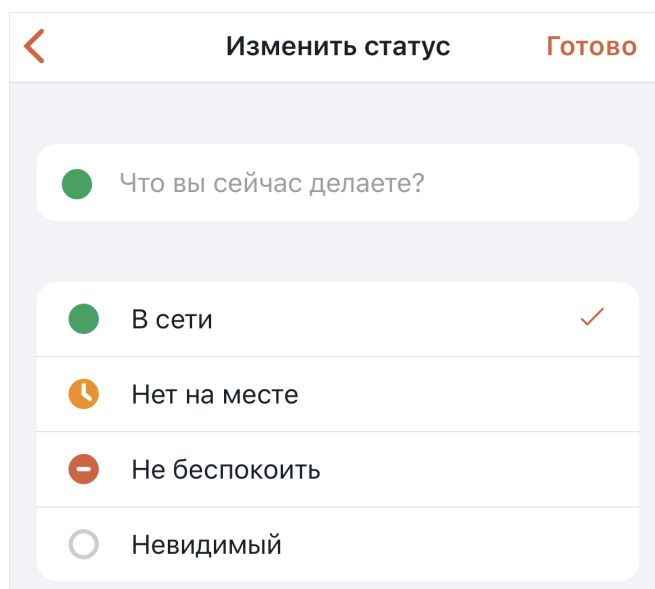 Изменить статус Готово
Что вы сейчас делаете?
В сети
Нет на месте
Не беспокоить
Невидимый